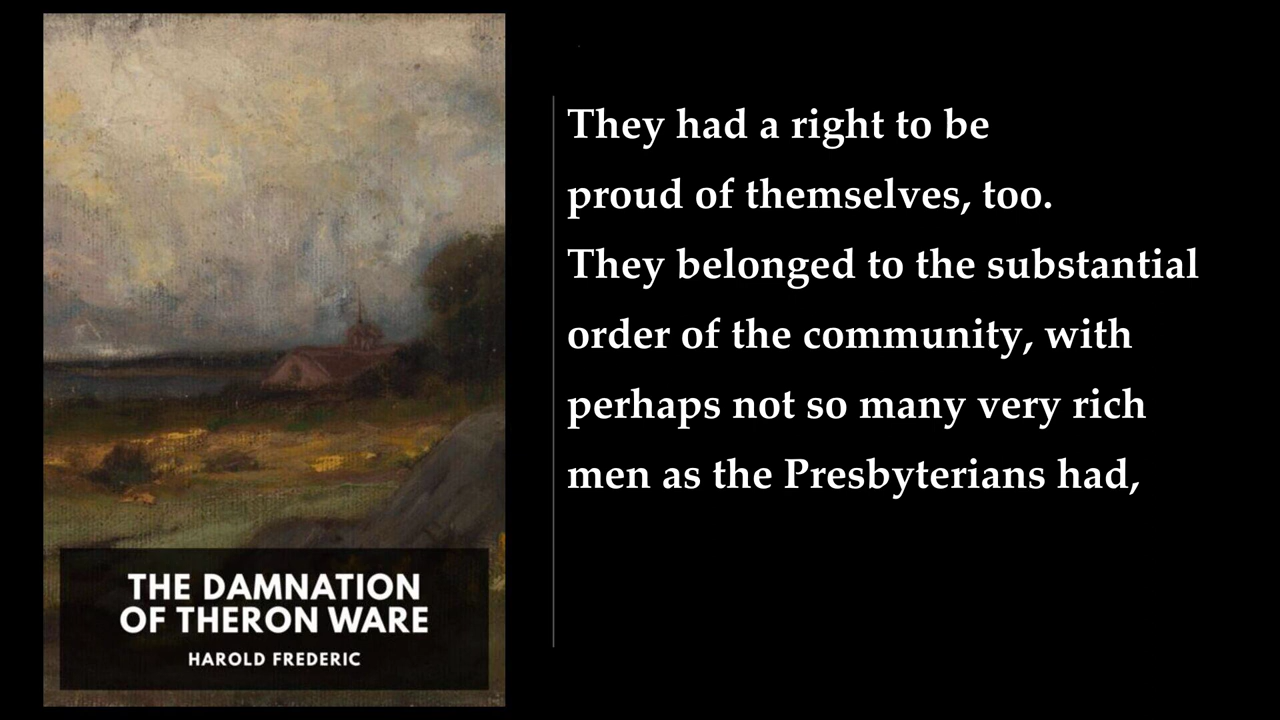 THE DAMNATION
OF THERON WARE
HAROLD FREDERIC
They had a right to be
proud of themselves, too.
They belonged to the substantial
order of the community, with
perhaps not so many very rich
men as the Presbyterians had,